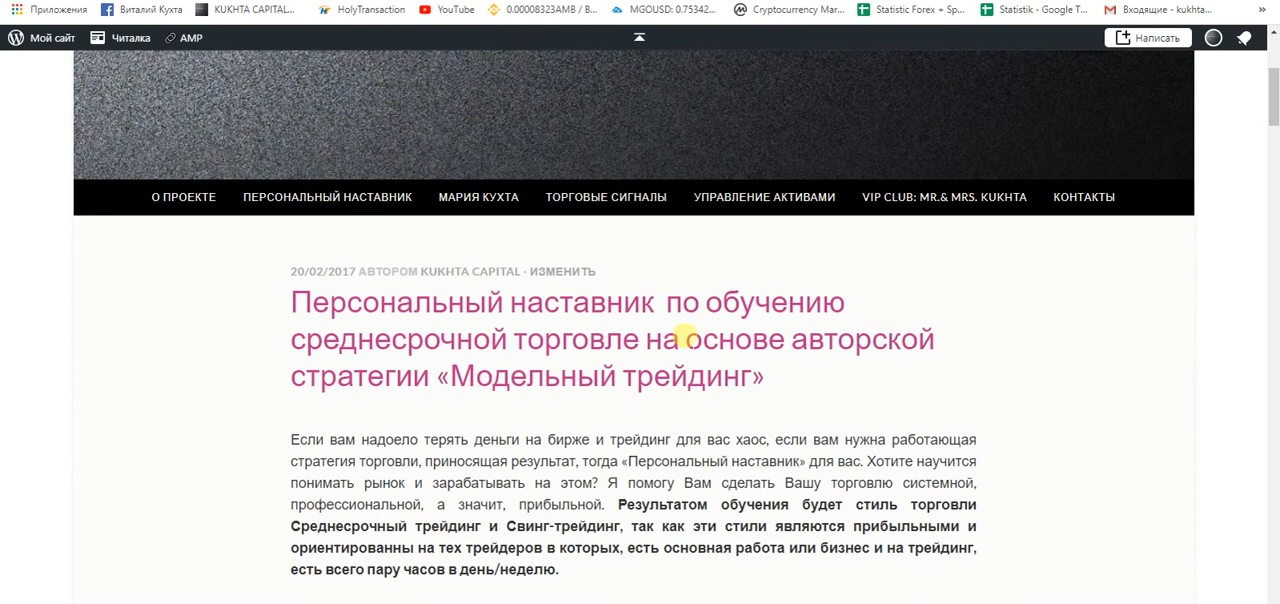 Приложения Виталий Кухта KUKHTA CAPITAL... HolyTransaction YouTube 0.00008323AMB / B... MGOUSD: 0.75342... Cryptocurrency Mar... Statistic Forex + Sp... Statistik - Google T... Входящие - kukhta... »
Мой сайт Читалка AMP Написать
О ПРОЕКТЕ ПЕРСОНАЛЬНЫЙ НАСТАВНИК МАРИЯ КУХТА ТОРГОВЫЕ СИГНАЛЫ УПРАВЛЕНИЕ АКТИВАМИ VIP CLUB: MR.& MRS. KUKHTA КОНТАКТЫ
20/02/2017 АВТОРОМ KUKHTA CAPITAL · ИЗМЕНИТЬ
Персональный наставник по обучению
среднесрочной торговле на основе авторской
стратегии «Модельный трейдинг»
Если вам надоело терять деньги на бирже и трейдинг для вас хаос, если вам нужна работающая
стратегия торговли, приносящая результат, тогда «Персональный наставник» для вас. Хотите научится
понимать рынок и зарабатывать на этом? Я помогу Вам сделать Вашу торговлю системной,
профессиональной, а значит, прибыльной. Результатом обучения будет стиль торговли
Среднесрочный трейдинг и Свинг-трейдинг, так как эти стили являются прибыльными и
ориентированны на тех трейдеров в которых, есть основная работа или бизнес и на трейдинг,
есть всего пару часов в день/неделю.